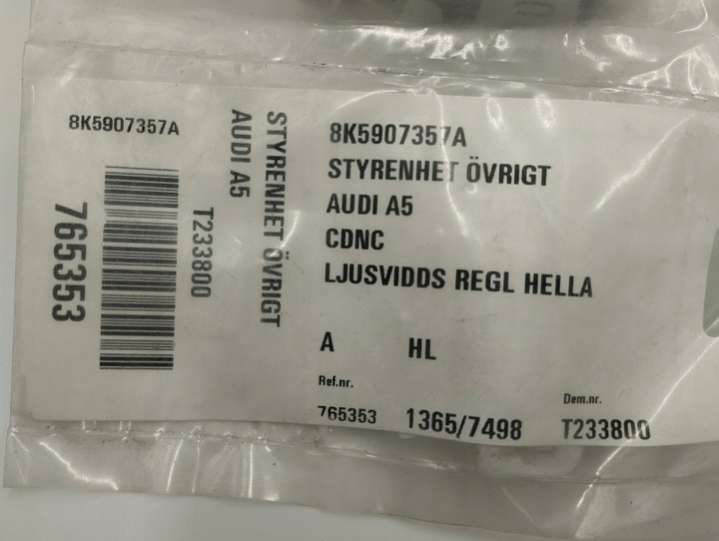 8K5907357A
765353
T233800
AUDI A5
STYRENHET ÖVRIGT
8K5907357A
STYRENHET ÖVRIGT
AUDI A5
CDNC
LJUSVIDDS REGL HELLA
A HL
Ref.nr. Dem.nr.
765353 1365/7498 T233800